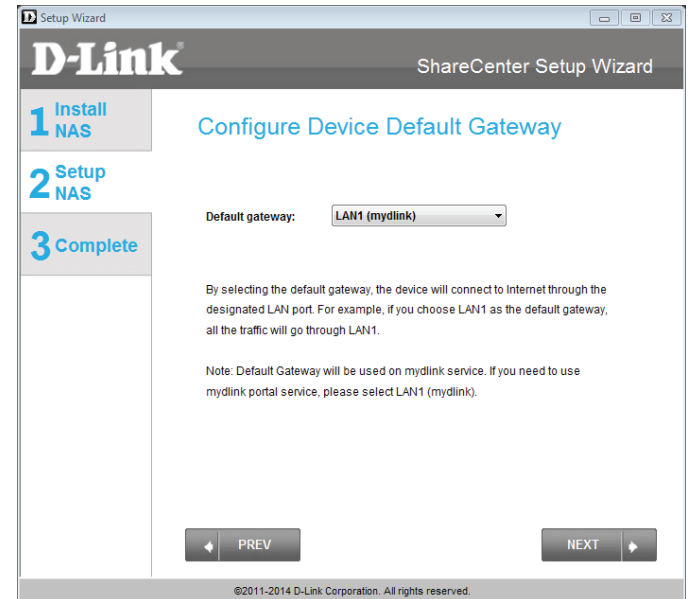 Setup Wizard
D-Link®
ShareCenter Setup Wizard
1 Install NAS
2 Setup NAS
3 Complete
Configure Device Default Gateway
Default gateway: LAN1 (mydlink)
By selecting the default gateway, the device will connect to Internet through the
designated LAN port. For example, if you choose LAN1 as the default gateway,
all the traffic will go through LAN1.
Note: Default Gateway will be used on mydlink service. If you need to use
mydlink portal service, please select LAN1 (mydlink).
PREV
NEXT
©2011-2014 D-Link Corporation. All rights reserved.